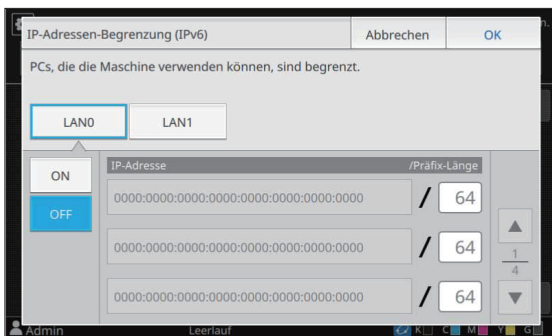 IP-Adressen-Begrenzung (IPv6)
Abbrechen
OK
PCs, die die Maschine verwenden können, sind begrenzt.
LAN0
LAN1
IP-Adresse
/Präfix-Länge
ON
OFF
0000:0000:0000:0000:0000:0000:0000:0000 / 64
0000:0000:0000:0000:0000:0000:0000:0000 / 64
1
4
0000:0000:0000:0000:0000:0000:0000:0000 / 64
Admin
Leerlauf
K C M Y G